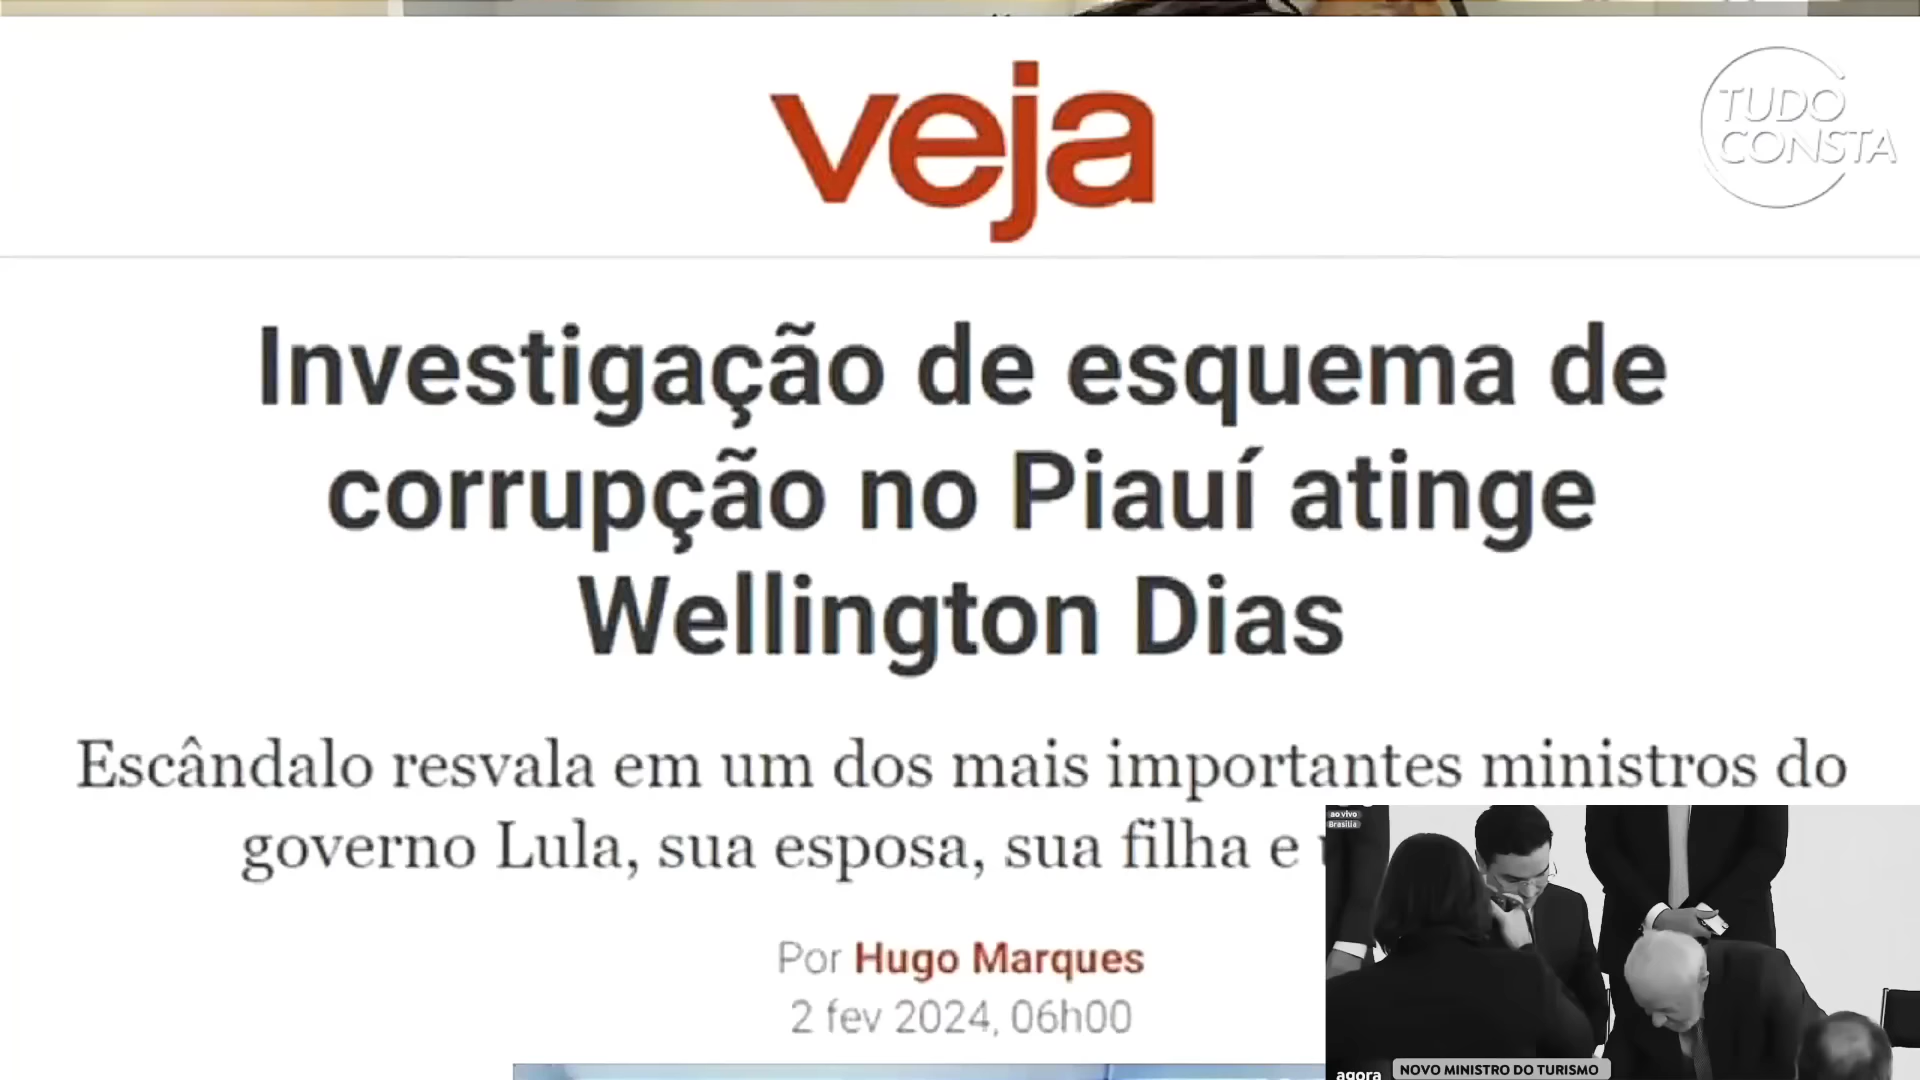 veja
TUDO
CONSTA
Investigação de esquema de
corrupção no Piauí atinge
Wellington Dias
Escândalo resvala em um dos mais importantes ministros do
governo Lula, sua esposa, sua filha e
Por Hugo Marques
2 fev 2024, 06h00
ao vivo
Brasília
agora
NOVO MINISTRO DO TURISMO